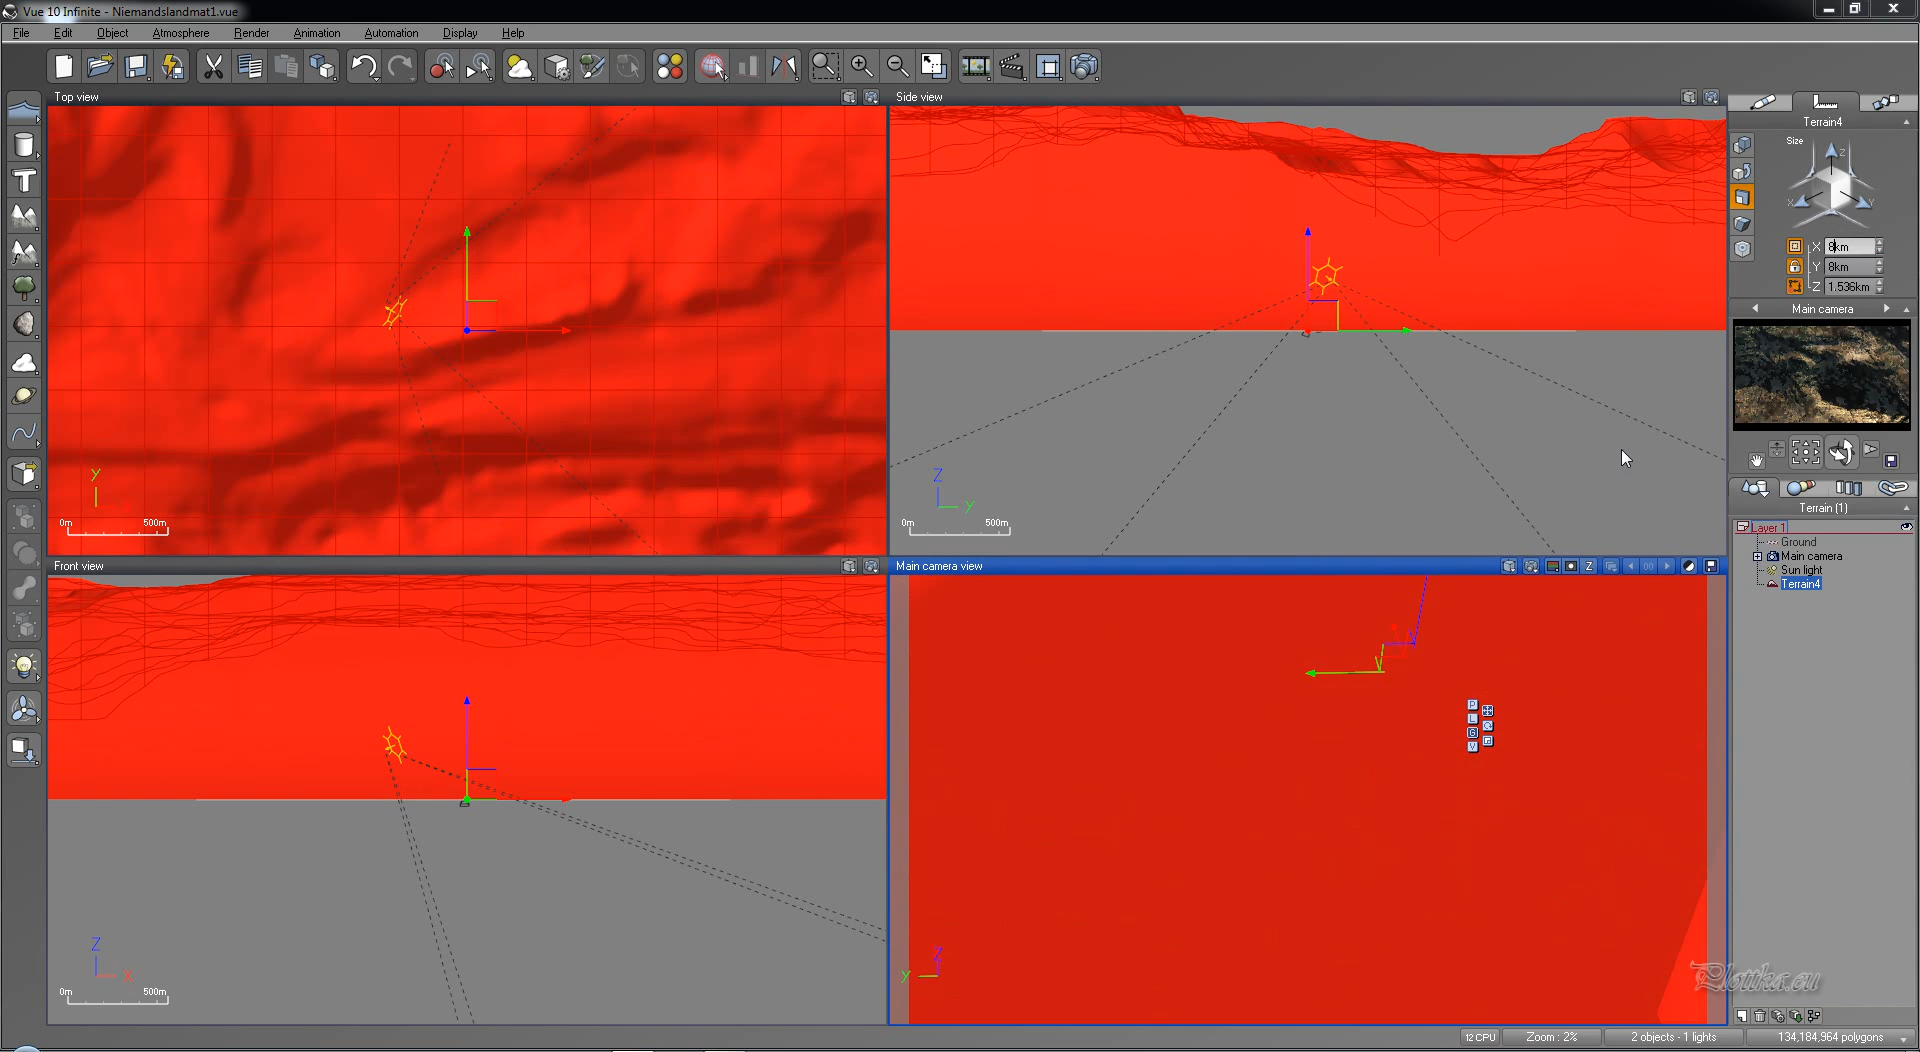 Vue 10 Infinite - Niemandslandmat1.vue
File Edit Object Atmosphere Render Animation Automation Display Help
Top view
Side view
Terrain4
Size
Z
X
Y
X 8km
Y 8km
Z 1.536km
Main camera
Y
0m 500m
Z
Y
0m 500m
Terrain (1)
Layer 1
Ground
Main camera
Sun light
Terrain4
Front view
Main camera view
Z
00
P
L
G
V
Z
X
0m 500m
Z
Y
Plottka.eu
12 CPU
Zoom : 2%
2 objects - 1 lights
134,184,964 polygons